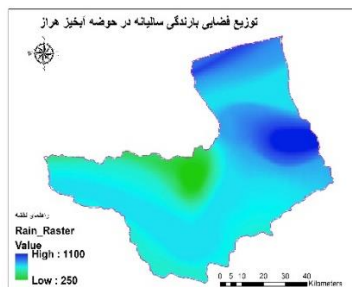 توزیع فضایی بارندگی سالیانه در حوضه آبخیز هراز
راهنمای نقشه
Rain_Raster
Value
High : 1100
Low : 250
0 5 10 20 30 40
Kilometers